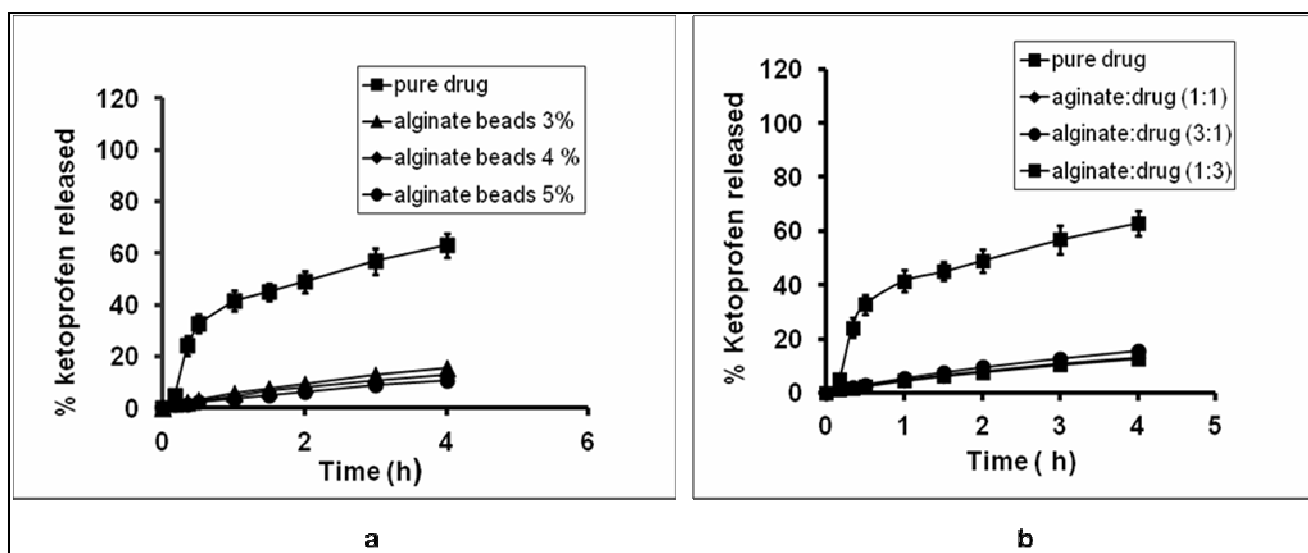 pure drug
alginate beads 3%
alginate beads 4 %
alginate beads 5%
120
100
80
60
40
20
0
% ketoprofen released
0
2
4
6
Time (h)
a
pure drug
aginate:drug (1:1)
alginate:drug (3:1)
alginate:drug (1:3)
120
100
80
60
40
20
0
% Ketoprofen released
0
1
2
3
4
5
Time ( h)
b